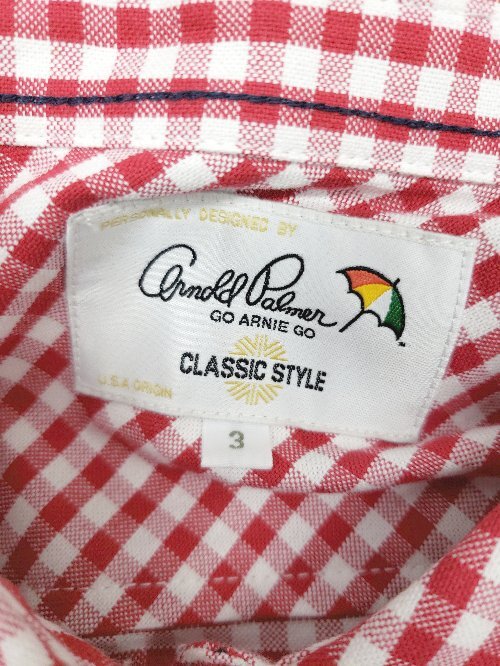 PERSONALLY DESIGNED BY
Arnold Palmer
GO ARNIE GO
CLASSIC STYLE
U.S.A ORIGIN
3